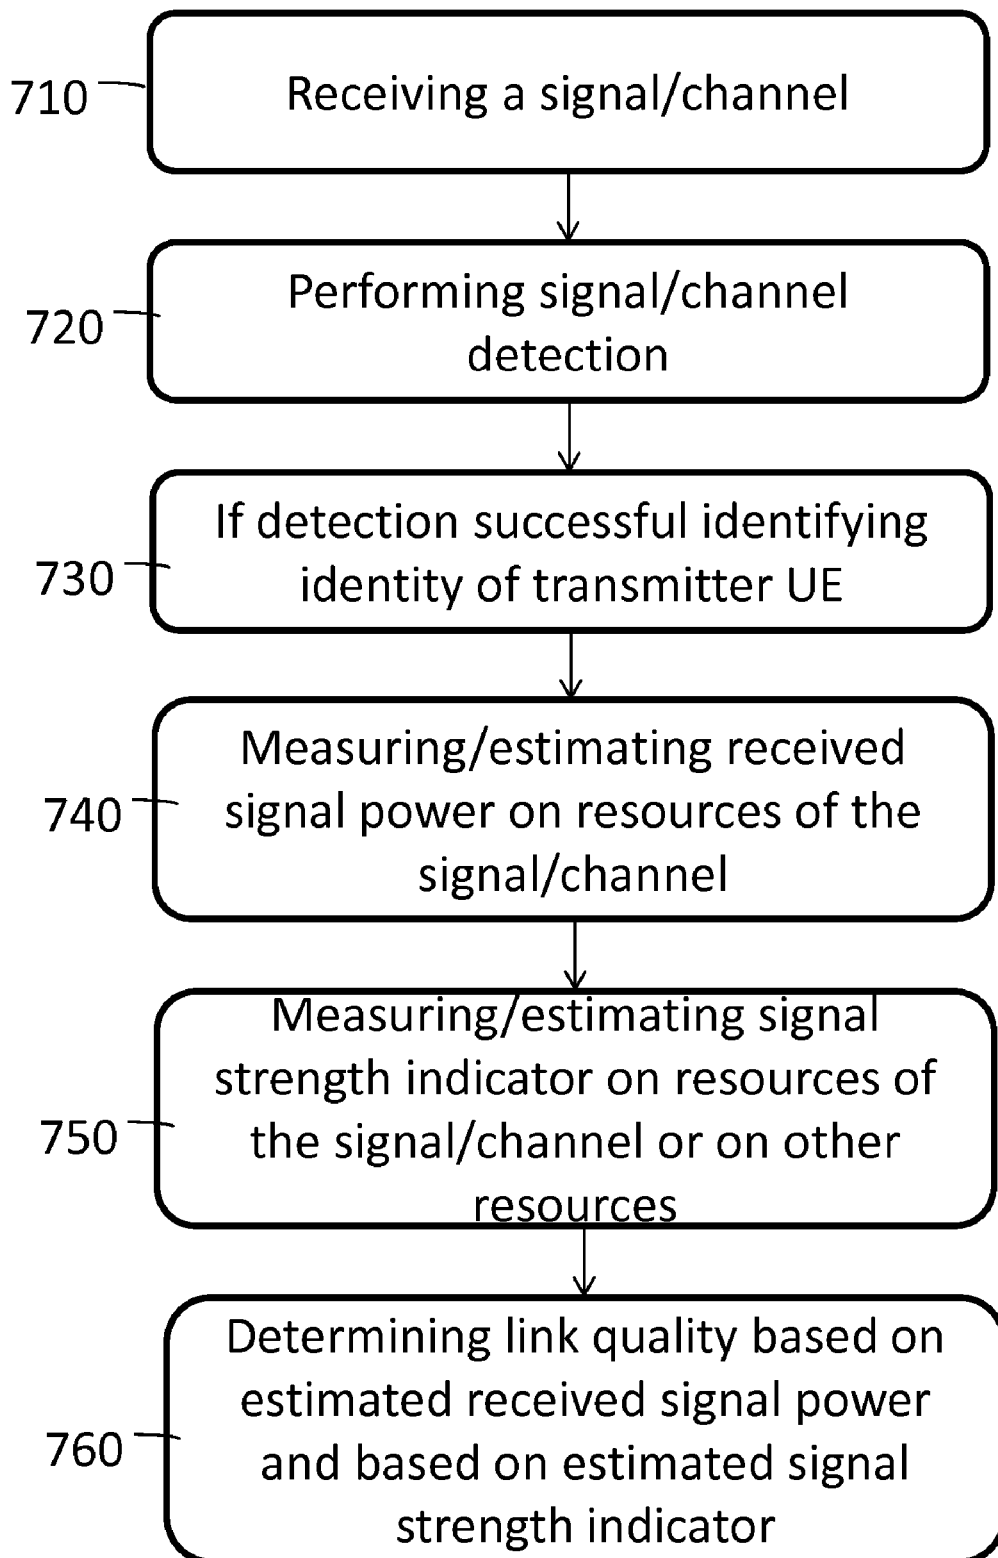 Receiving a signal/channel
710
Performing signal/channel
detection
720
If detection successful identifying
identity of transmitter UE
730
Measuring/estimating received
signal power on resources of the
signal/channel
740
Measuring/estimating signal
strength indicator on resources of
the signal/channel or on other
resources
750
Determining link quality based on
estimated received signal power
and based on estimated signal
strength indicator
760